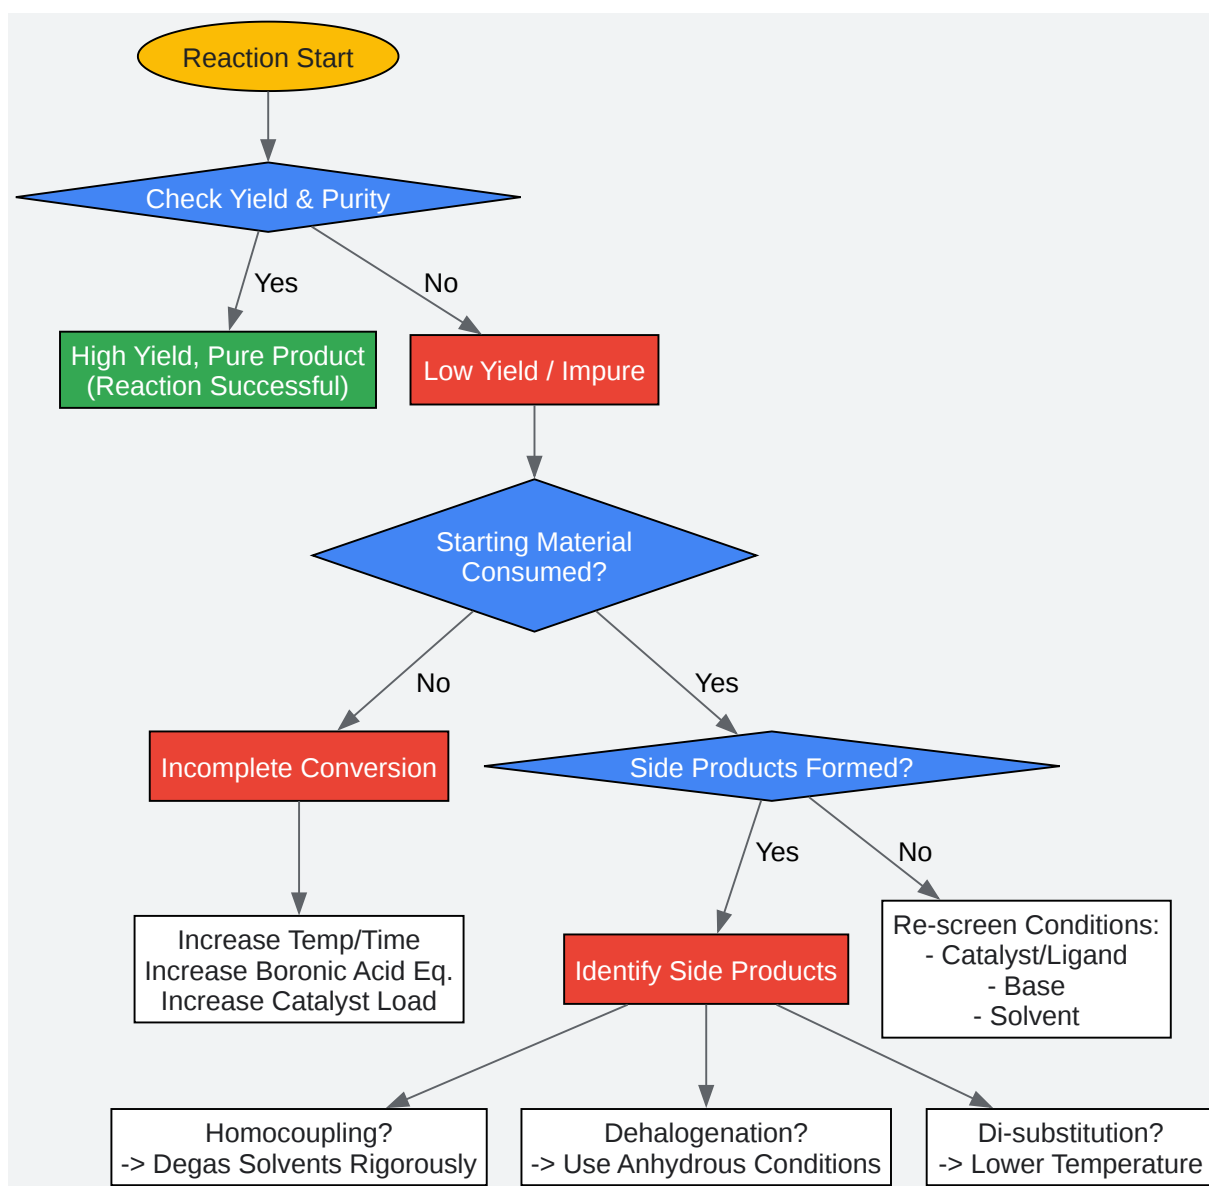 Reaction Start
Check Yield & Purity
Yes
No
High Yield, Pure Product
(Reaction Successful)
Low Yield / Impure
Starting Material
Consumed?
No
Yes
Incomplete Conversion
Side Products Formed?
Yes
No
Increase Temp/Time
Increase Boronic Acid Eq.
Increase Catalyst Load
Identify Side Products
Re-screen Conditions:
- Catalyst/Ligand
- Base
- Solvent
Homocoupling?
-> Degas Solvents Rigorously
Dehalogenation?
-> Use Anhydrous Conditions
Di-substitution?
-> Lower Temperature